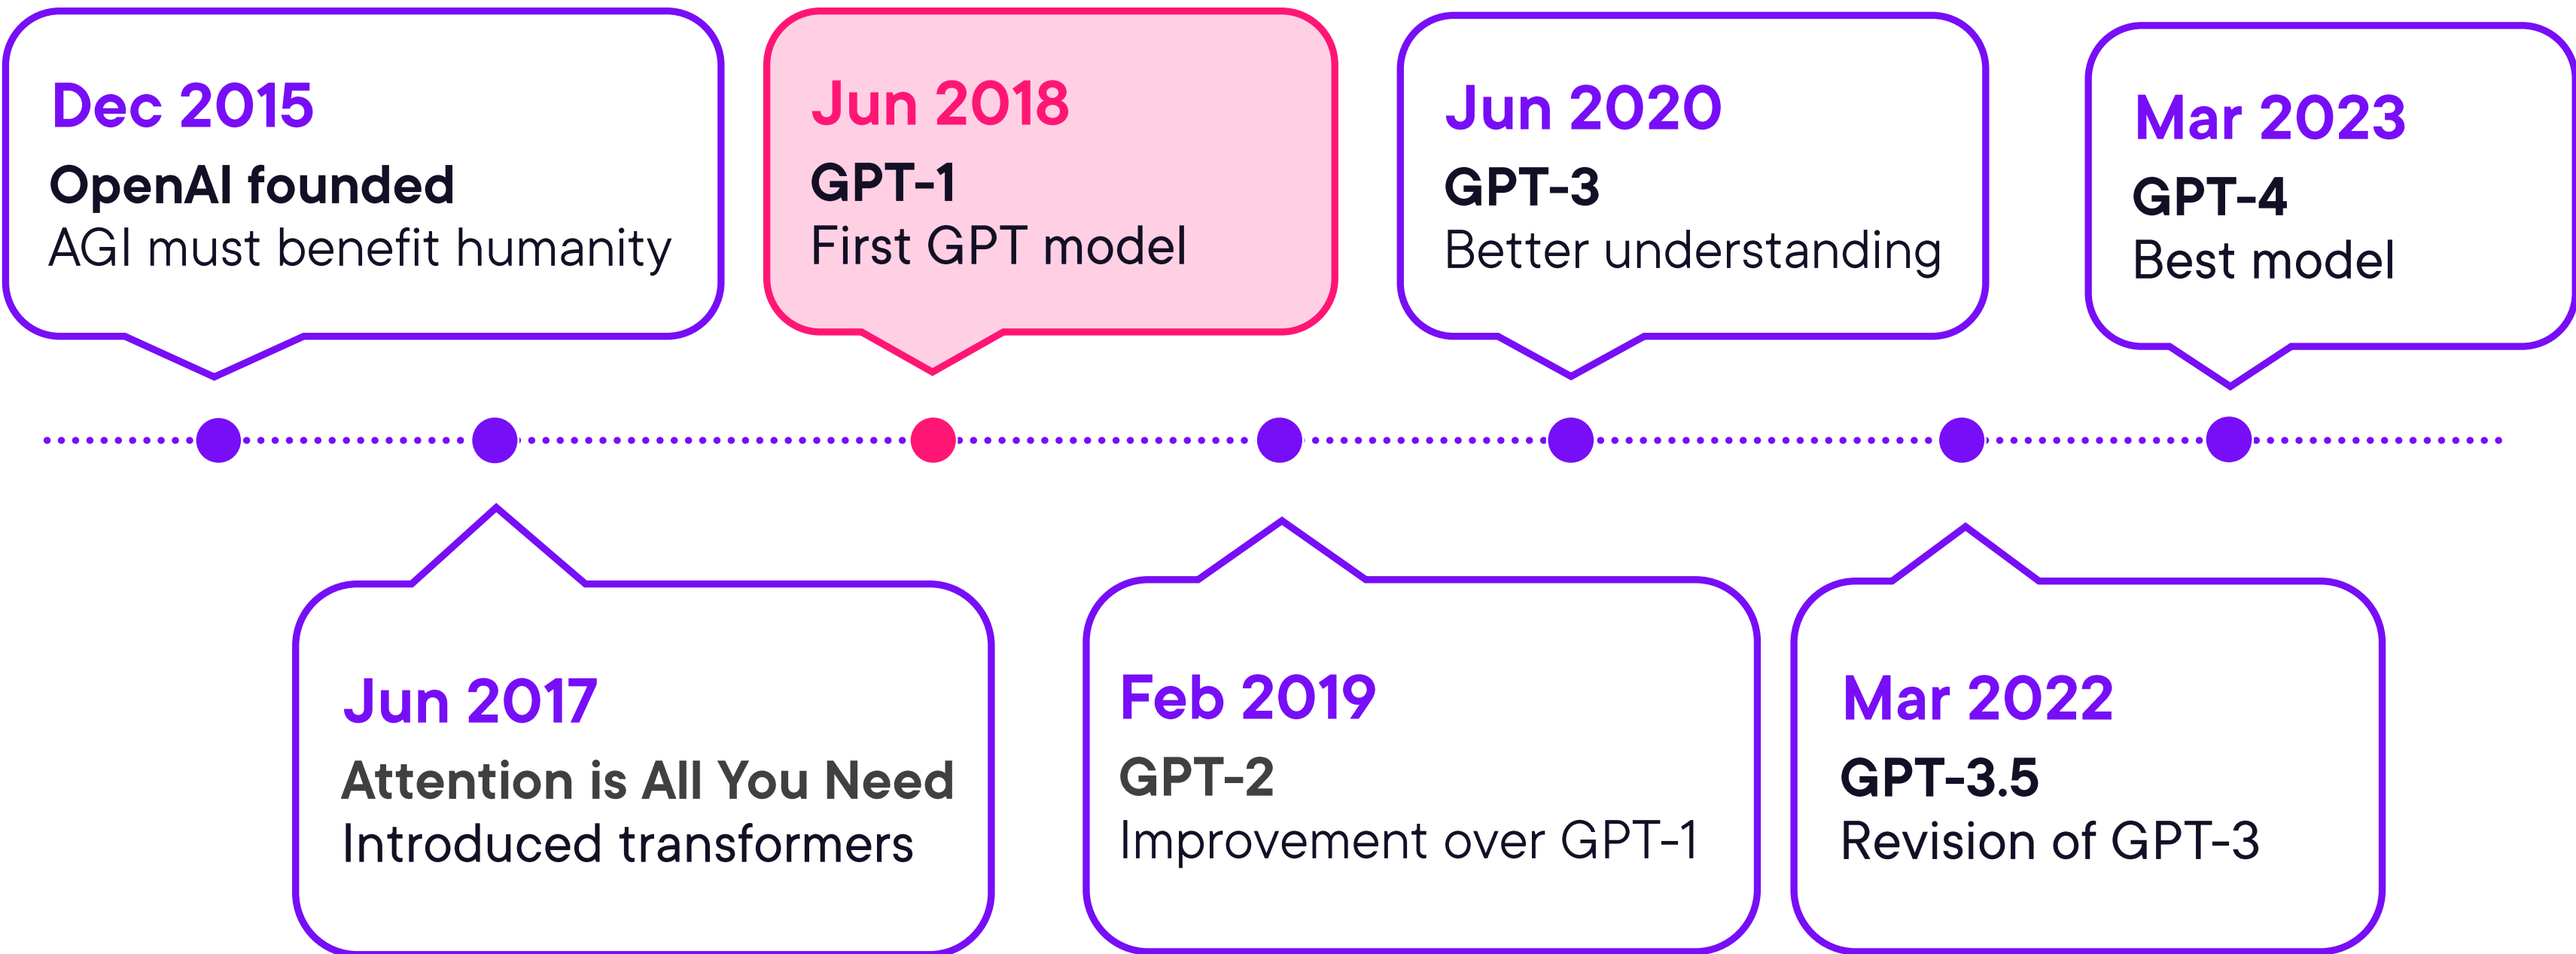 Dec 2015
OpenAI founded
AGI must benefit humanity
Jun 2017
Attention is All You Need
Introduced transformers
Jun 2018
GPT-1
First GPT model
Feb 2019
GPT-2
Improvement over GPT-1
Jun 2020
GPT-3
Better understanding
Mar 2022
GPT-3.5
Revision of GPT-3
Mar 2023
GPT-4
Best model